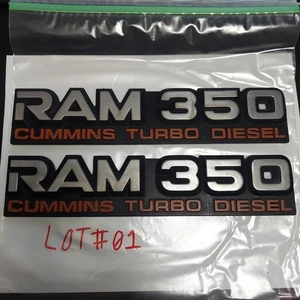 RAM 350
CUMMINS TURBO DIESEL
RAM 350
CUMMINS TURBO DIESEL
LOT#01